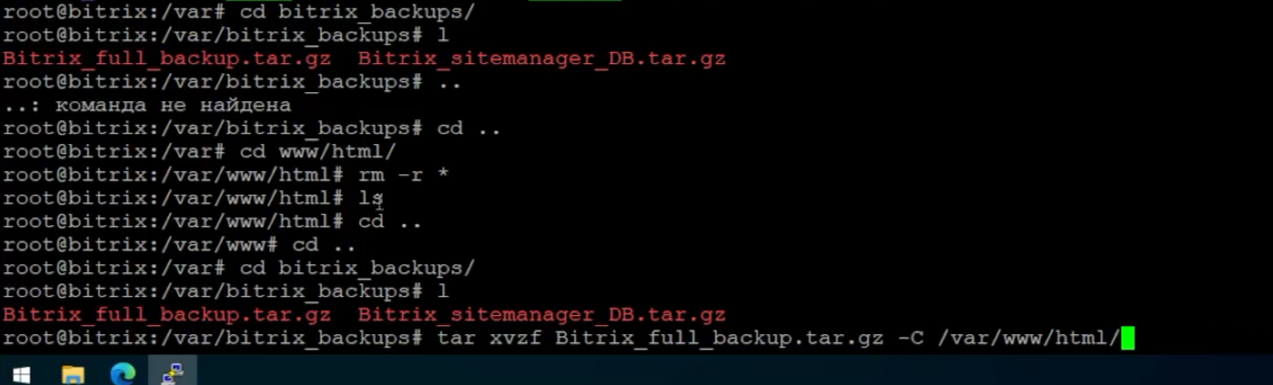 root@bitrix:/var# cd bitrix_backups/
root@bitrix:/var/bitrix_backups# l
Bitrix_full_backup.tar.gz  Bitrix_sitemanager_DB.tar.gz
root@bitrix:/var/bitrix_backups# ..
..: команда не найдена
root@bitrix:/var/bitrix_backups# cd ..
root@bitrix:/var# cd www/html/
root@bitrix:/var/www/html# rm -r *
root@bitrix:/var/www/html# ls
root@bitrix:/var/www/html# cd ..
root@bitrix:/var/www# cd ..
root@bitrix:/var# cd bitrix_backups/
root@bitrix:/var/bitrix_backups# l
Bitrix_full_backup.tar.gz  Bitrix_sitemanager_DB.tar.gz
root@bitrix:/var/bitrix_backups# tar xvzf Bitrix_full_backup.tar.gz -C /var/www/html/